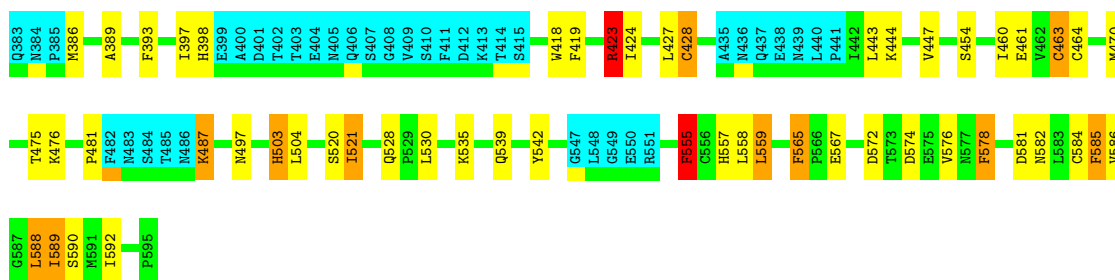 Q383 N384 P385 M386 A389 F393 I397 H398 E399 A400 D401 T402 T403 E404 N405 Q406 S407 G408 V409 S410 F411 D412 K413 T414 S415 W418 F419 R423 I424 L427 C428 A435 N436 Q437 E438 N439 L440 P441 I442 L443 K444 V447 S454 I460 E461 V462 C463 C464 M470
T475 K476 P481 F482 N483 S484 T485 N486 K487 N497 H503 L504 S520 I521 Q528 P529 L530 K535 Q539 Y542 G547 L548 G549 E550 R551 F555 C556 H557 L558 L559 F565 P566 E567 D572 T573 D574 E575 V576 N577 F578 D581 N582 L583 C584 F585
G587 L588 I589 S590 M591 I592 P595